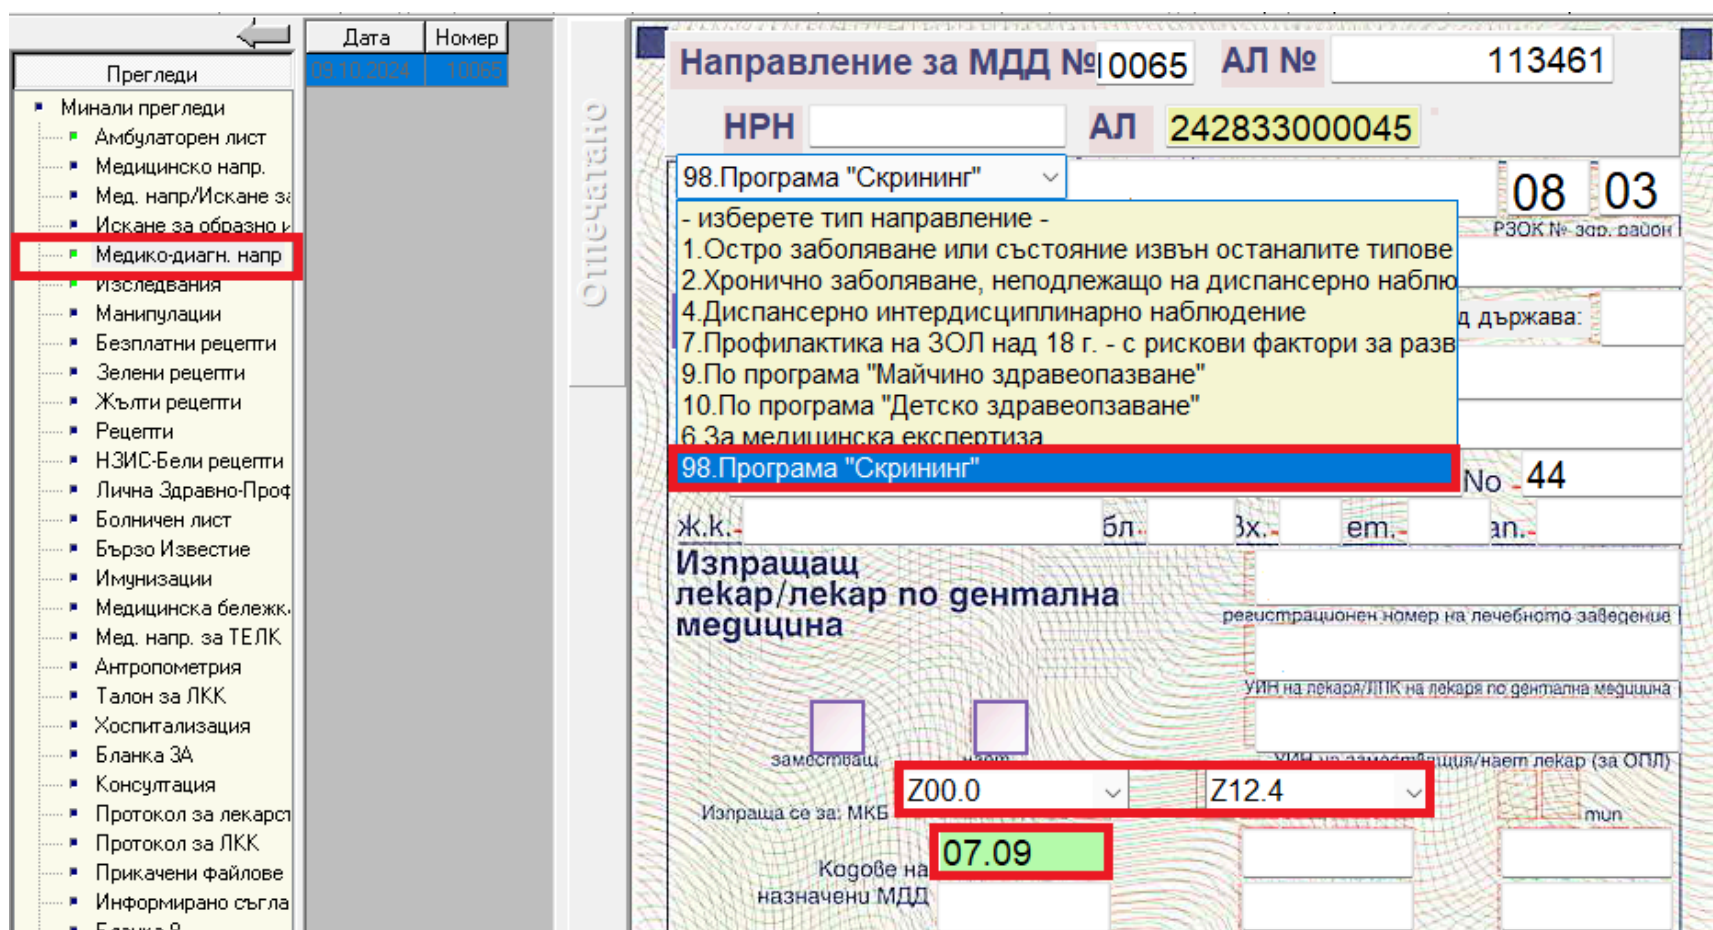 Дата Номер
Прегледи
09.10.2024 10065
Минали прегледи
Амбулаторен лист
Медицинско напр.
Мед. напр/Искане за
Искане за образно и
Медико-диагн. напр
Изследвания
Манипулации
Безплатни рецепти
Зелени рецепти
Жълти рецепти
Рецепти
НЗИС-Бели рецепти
Лична Здравно-Проф
Болничен лист
Бързо Известие
Имунизации
Медицинска бележк
Мед. напр. за ТЕЛК
Антропометрия
Талон за ЛКК
Хоспитализация
Бланка ЗА
Консултация
Протокол за лекарст
Протокол за ЛКК
Прикачени файлове
Информирано съгла
Отпечатано
Направление за МДД № 10065 АЛ № 113461
НРН АЛ 242833000045
98.Програма "Скрининг"
08 03
РЗОК № здр. район
- изберете тип направление -
1.Остро заболяване или състояние извън останалите типове
2.Хронично заболяване, неподлежащо на диспансерно наблю
4.Диспансерно интердисциплинарно наблюдение
д държава:
7.Профилактика на ЗОЛ над 18 г. - с рискови фактори за разв
9.По програма "Майчино здравеопазване"
10.По програма "Детско здравеопзаване"
6.За медицинска експертиза
98.Програма "Скрининг"
No - 44
ж.к.- бл.- вх.- ет.- ап.-
Изпращащ
лекар/лекар по дентална
медицина
регистрационен номер на лечебното заведение
УИН на лекаря/ЛПК на лекаря по дентална медицина
заместващ нает УИН на заместващия/нает лекар (за ОПЛ)
Изпраща се за: МКБ Z00.0 Z12.4 тип
Кодове на
назначени МДД
07.09